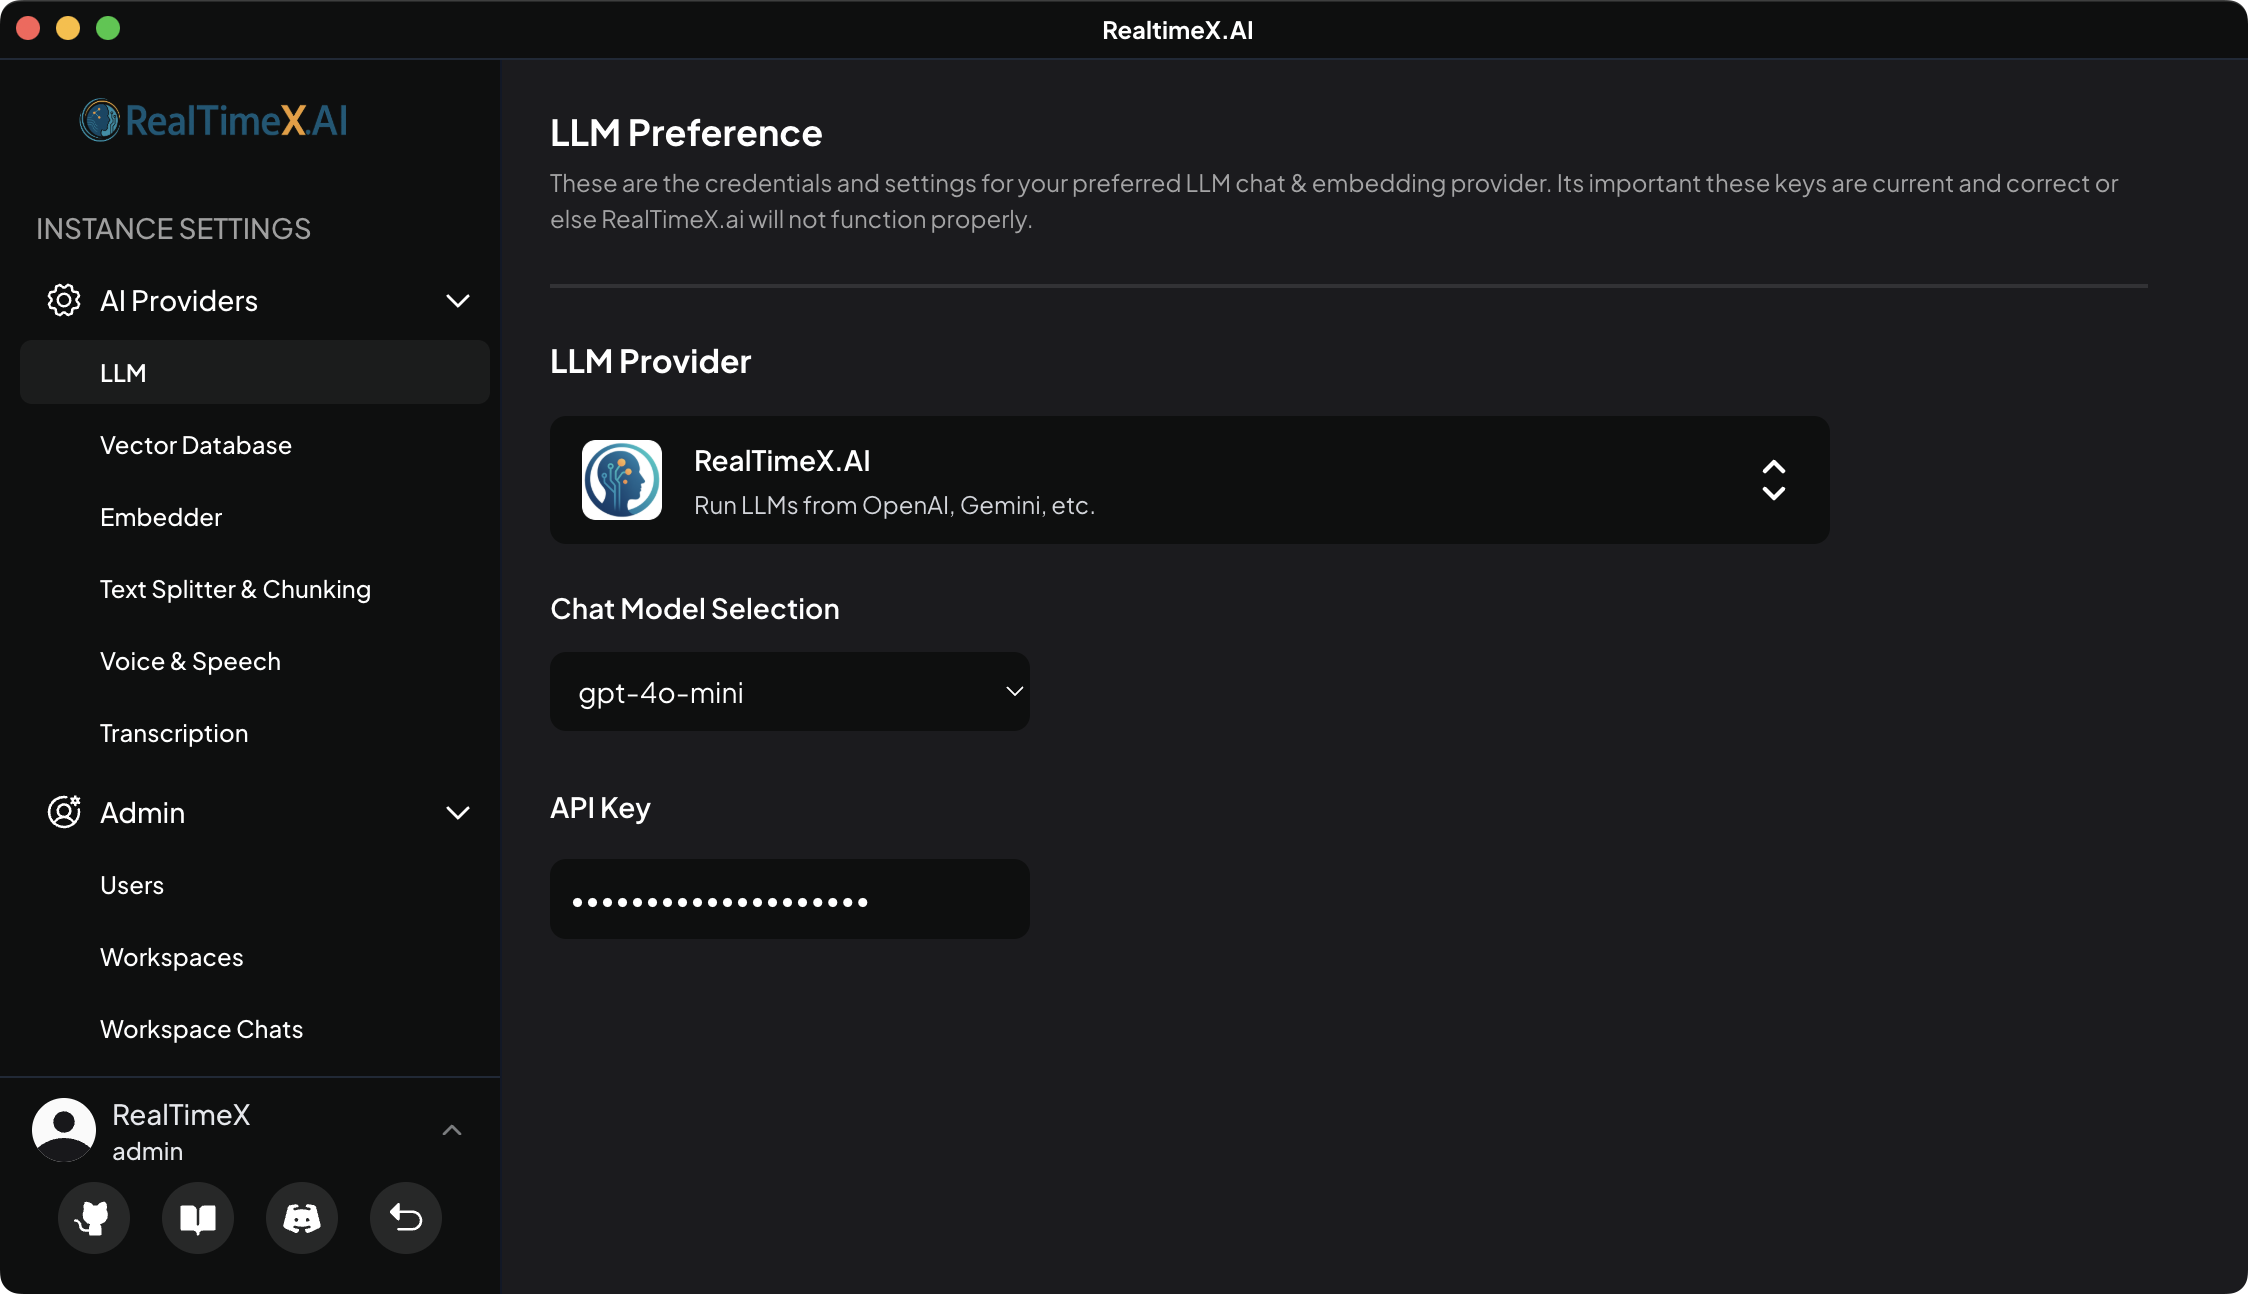 RealtimeX.AI
RealTimeX.AI
INSTANCE SETTINGS
AI Providers
LLM
Vector Database
Embedder
Text Splitter & Chunking
Voice & Speech
Transcription
Admin
Users
Workspaces
Workspace Chats
RealTimeX
admin
LLM Preference
These are the credentials and settings for your preferred LLM chat & embedding provider. Its important these keys are current and correct or
else RealTimeX.ai will not function properly.
LLM Provider
RealTimeX.AI
Run LLMs from OpenAI, Gemini, etc.
Chat Model Selection
gpt-4o-mini
API Key